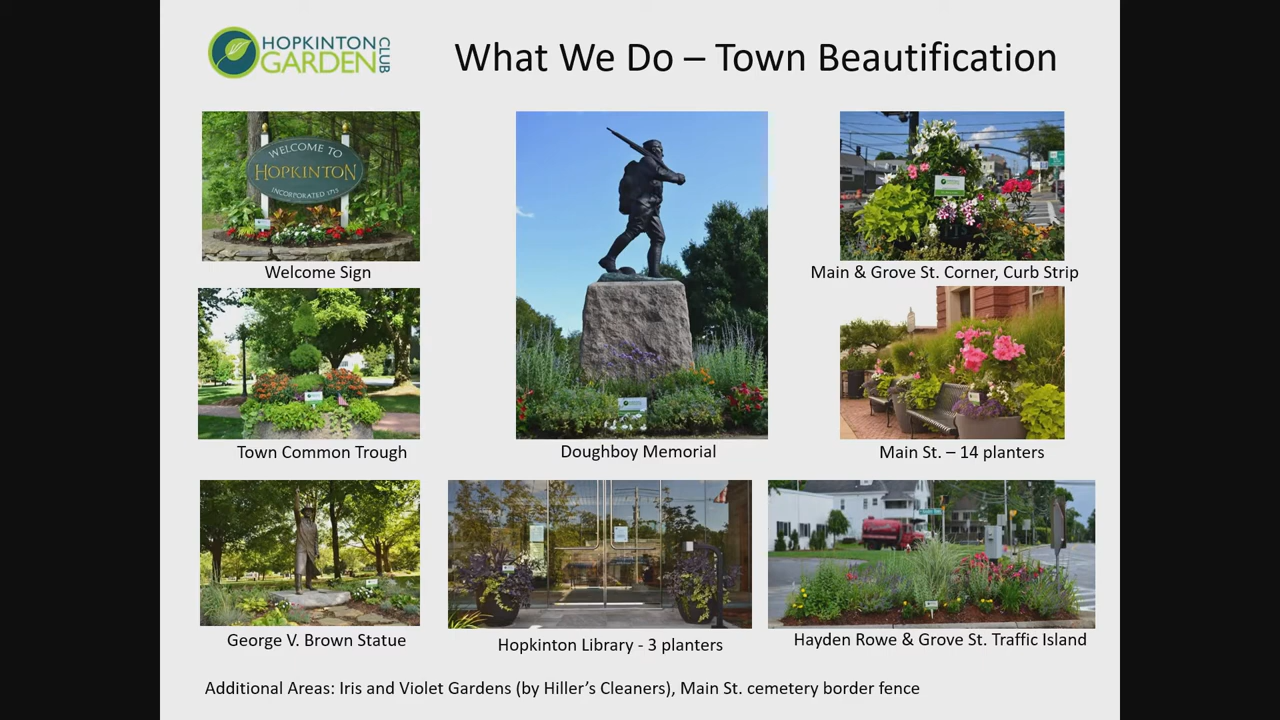 HOPKINTON
GARDEN
CLUB
What We Do – Town Beautification
WELCOME TO
HOPKINTON
INCORPORATED 1715
Welcome Sign
Main & Grove St. Corner, Curb Strip
Town Common Trough
Doughboy Memorial
Main St. – 14 planters
George V. Brown Statue
Hopkinton Library - 3 planters
Hayden Rowe & Grove St. Traffic Island
Additional Areas: Iris and Violet Gardens (by Hiller’s Cleaners), Main St. cemetery border fence